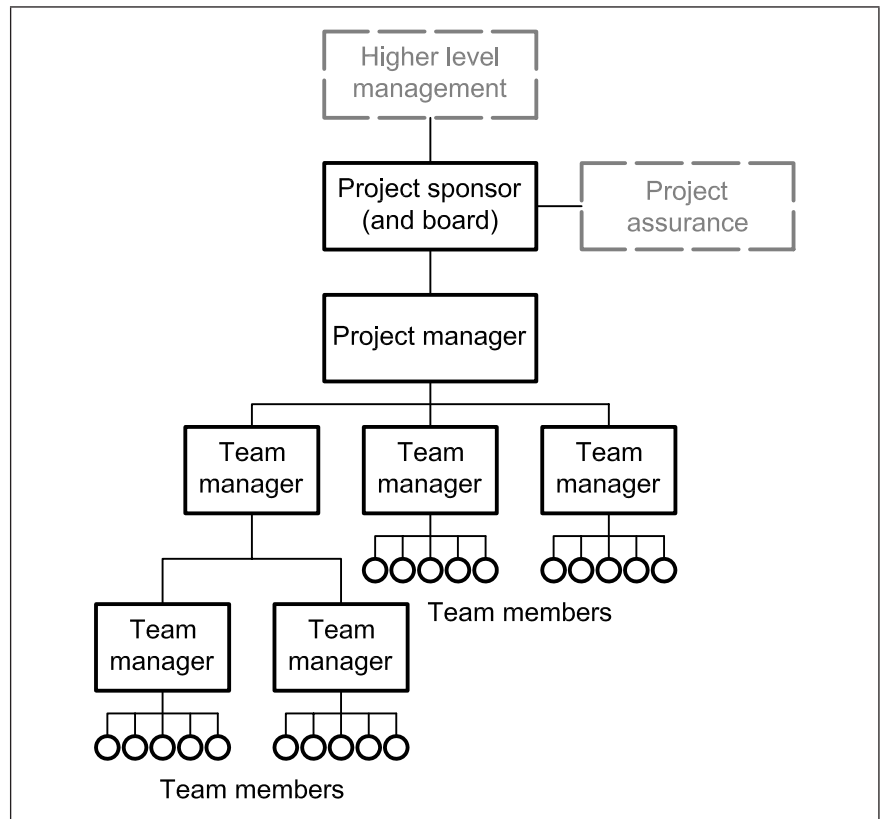 Higher level
management
Project sponsor
(and board)
Project
assurance
Project manager
Team
manager
Team
manager
Team
manager
Team members
Team
manager
Team
manager
Team members